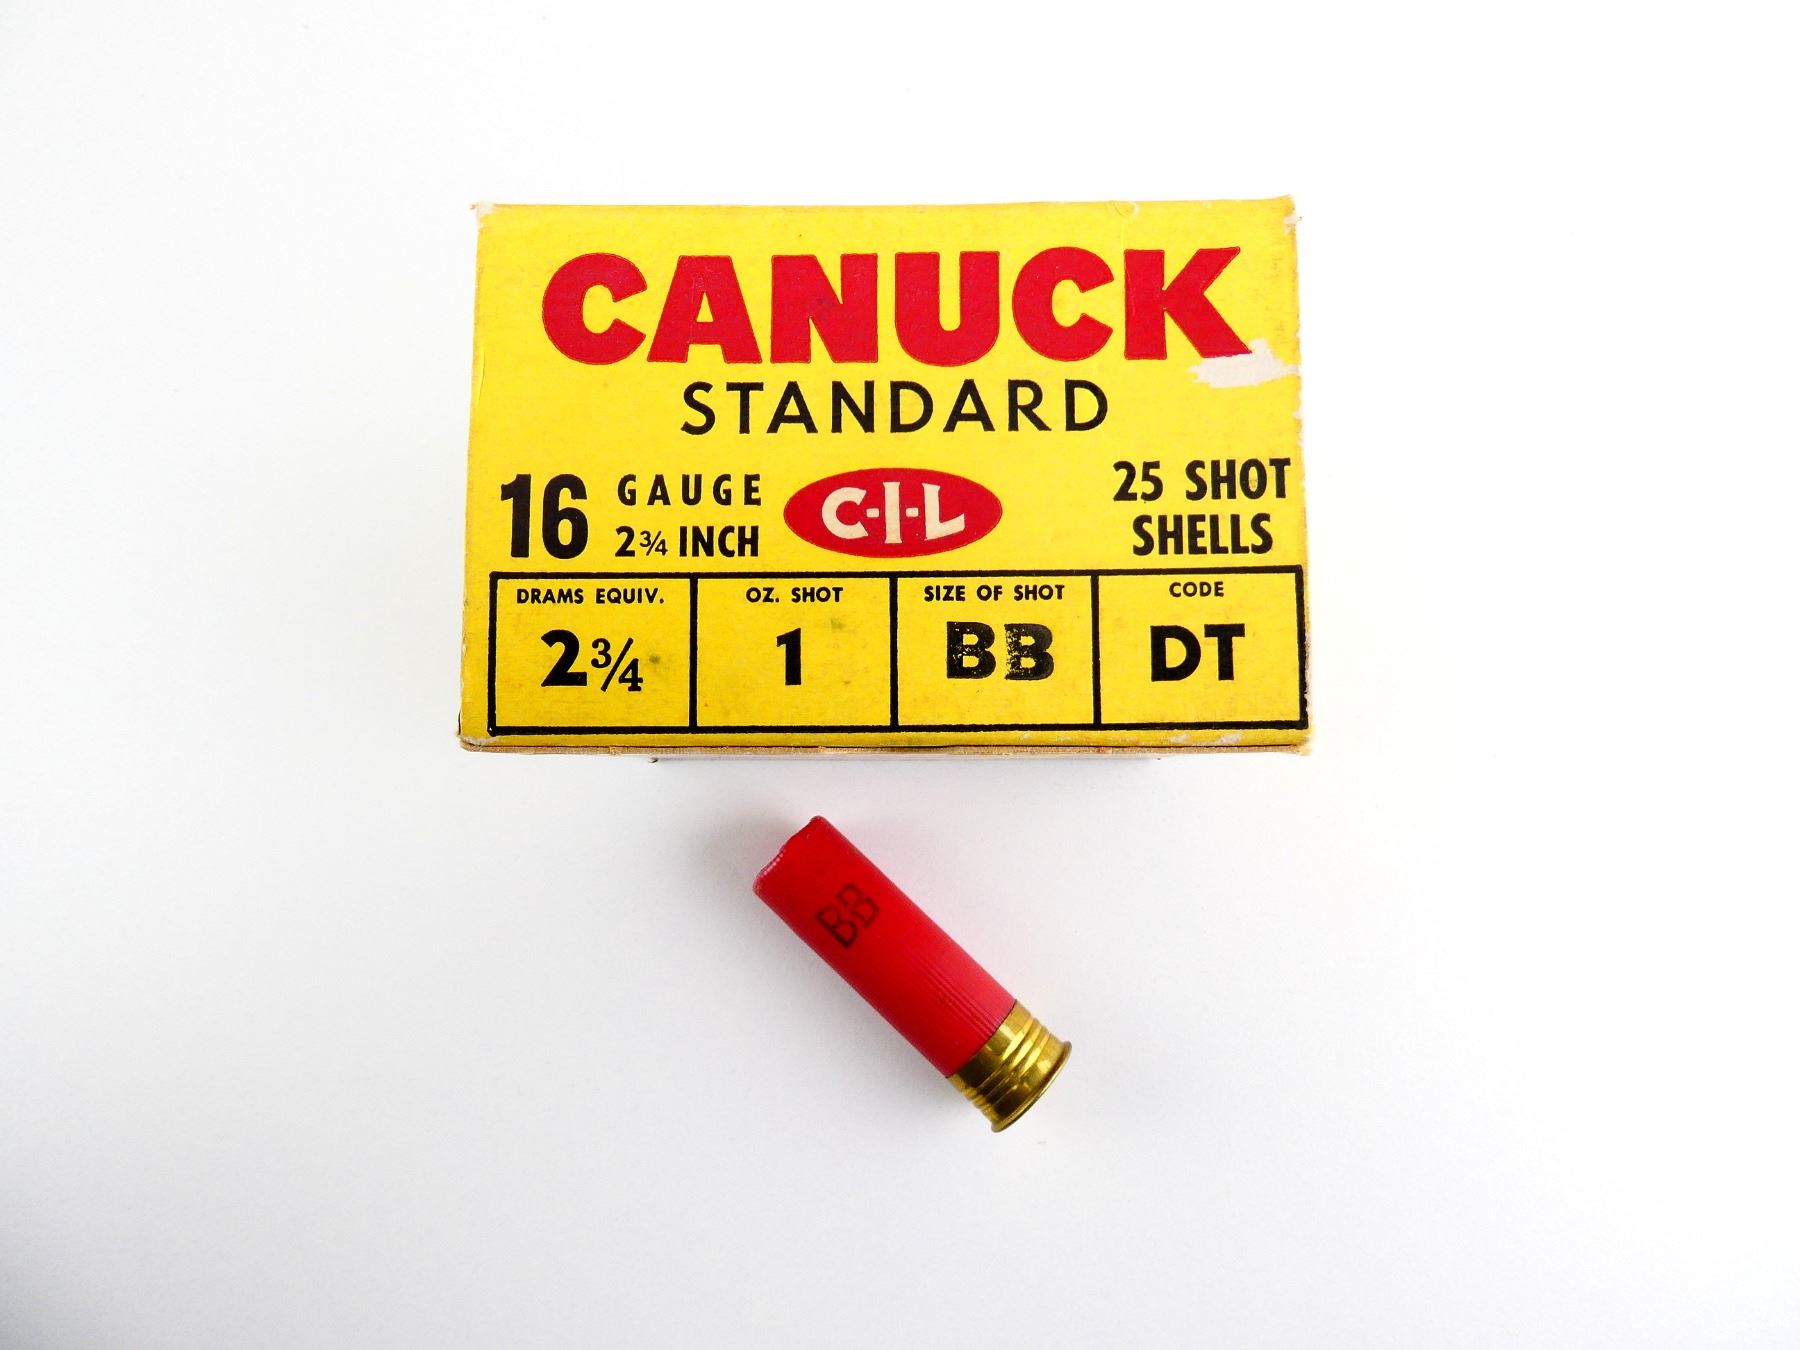 CANUCK
STANDARD
16 GAUGE
2¾ INCH
C-I-L
25 SHOT
SHELLS
DRAMS EQUIV. OZ. SHOT SIZE OF SHOT CODE
2¾ 1 BB DT
BB